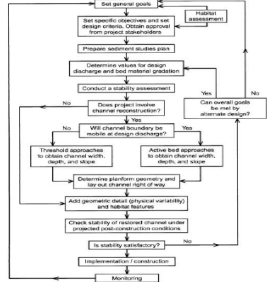 Set general goals
Habitat
assessment
Set specific objectives and set
design criteria. Obtain approval
from project stakeholders
Prepare sediment studies plan
Determine values for design
discharge and bed material gradation
Conduct a stability assessment
No
Does project involve
channel reconstruction?
Yes
No
Can overall goals
be met by
alternate design?
Yes
No
Will channel boundary be
mobile at design discharge?
Yes
Threshold approaches
to obtain channel width,
depth, and slope
Active bed approaches
to obtain channel width,
depth, and slope
Determine planform geometry and
lay out channel right of way
Add geometric detail (physical variability)
and habitat features
Check stability of restored channel under
projected post-construction conditions
Is stability satisfactory?
No
Implementation / construction
Monitoring